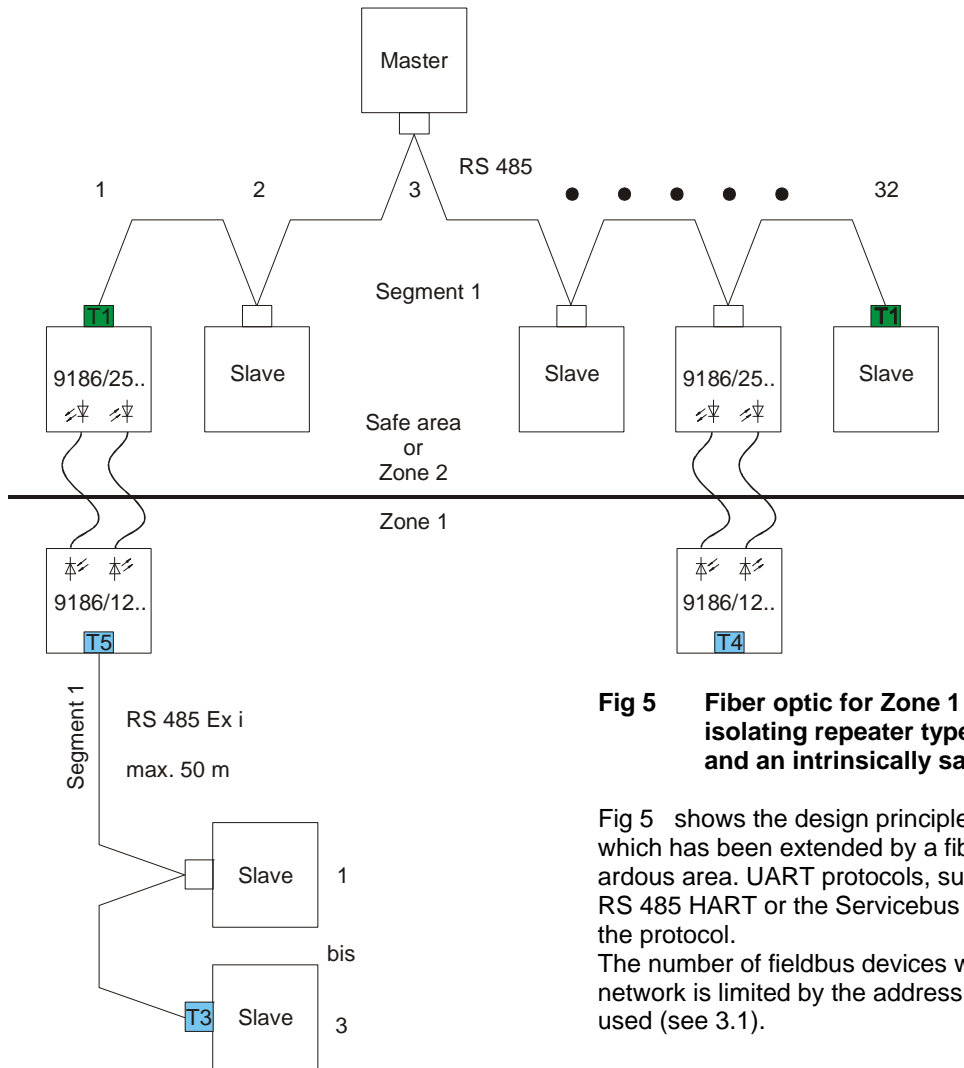 Master
RS 485
1
2
3
32
Segment 1
T1
T1
9186/25..
Slave
Slave
9186/25..
Slave
Safe area
or
Zone 2
Zone 1
9186/12..
T5
9186/12..
T4
Segment 1
RS 485 Ex i
max. 50 m
Slave
1
bis
T3
Slave
3
Fig 5 Fiber optic for Zone 1
isolating repeater type
and an intrinsically sa
Fig 5 shows the design principle
which has been extended by a fib
ardous area. UART protocols, su
RS 485 HART or the Servicebus
the protocol.
The number of fieldbus devices w
network is limited by the address
used (see 3.1).